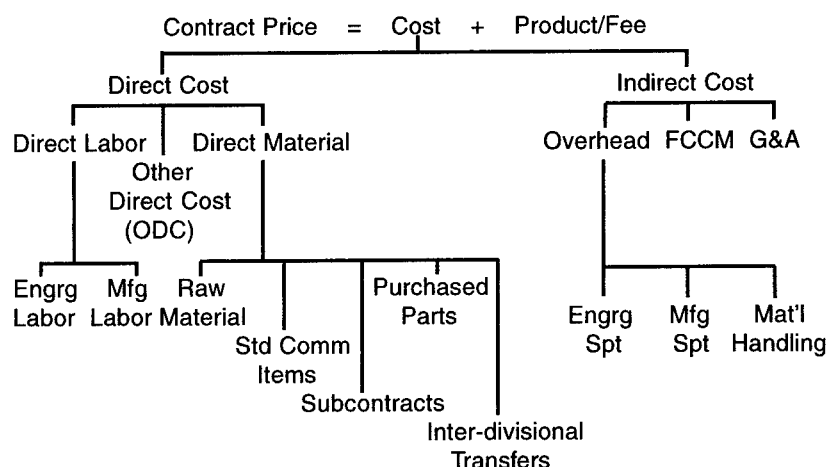 Contract Price = Cost + Product/Fee
Direct Cost
Indirect Cost
Direct Labor
Other
Direct Cost
(ODC)
Direct Material
Overhead
FCCM
G&A
Engrg
Labor
Mfg
Labor
Raw
Material
Std Comm
Items
Subcontracts
Purchased
Parts
Inter-divisional
Transfers
Engrg
Spt
Mfg
Spt
Mat'l
Handling